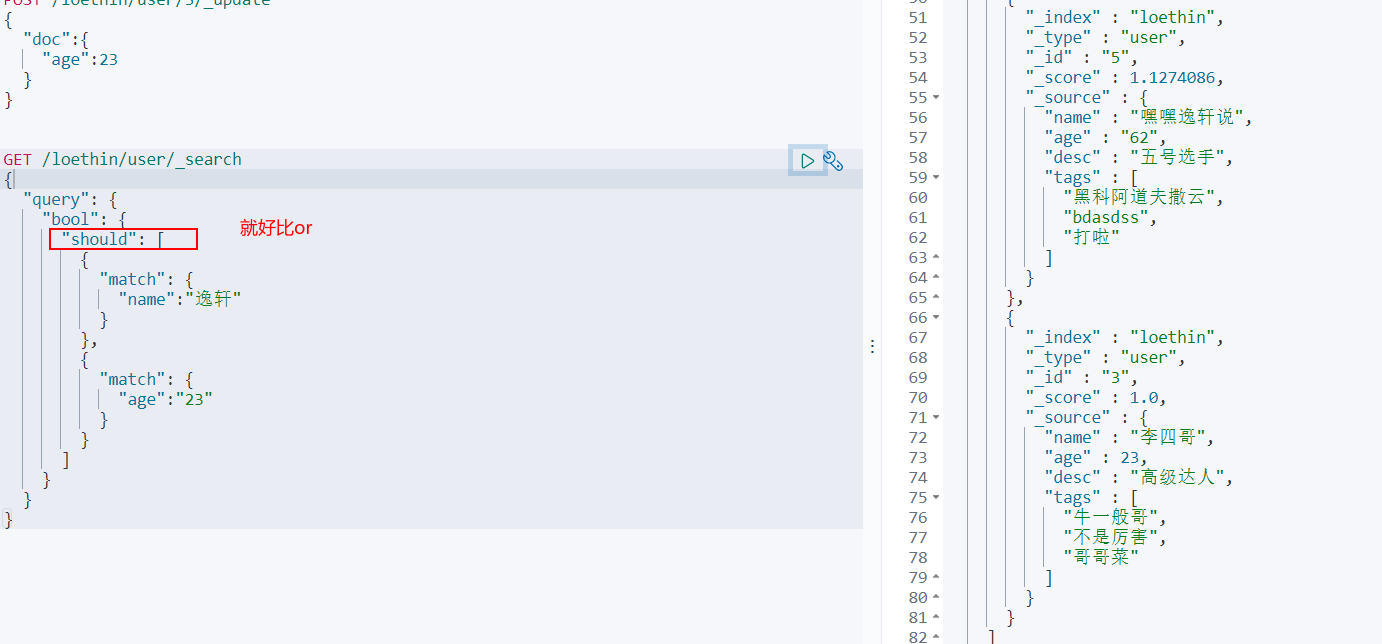 POST /loethin/user/3/_update
{
  "doc":{
    "age":23
  }
}
GET /loethin/user/_search
{
  "query": {
    "bool": {
      "should": [
就好比or
        {
          "match": {
            "name":"逸轩"
          }
        },
        {
          "match": {
            "age":"23"
          }
        }
      ]
    }
  }
}
50 {
51 "_index" : "loethin",
52 "_type" : "user",
53 "_id" : "5",
54 "_score" : 1.1274086,
55 "_source" : {
56 "name" : "嘿嘿逸轩说",
57 "age" : "62",
58 "desc" : "五号选手",
59 "tags" : [
60 "黑科阿道夫撒云",
61 "bdasdss",
62 "打啦"
63 ]
64 }
65 },
66 {
67 "_index" : "loethin",
68 "_type" : "user",
69 "_id" : "3",
70 "_score" : 1.0,
71 "_source" : {
72 "name" : "李四哥",
73 "age" : 23,
74 "desc" : "高级达人",
75 "tags" : [
76 "牛一般哥",
77 "不是厉害",
78 "哥哥菜"
79 ]
80 }
81 }
82 ]